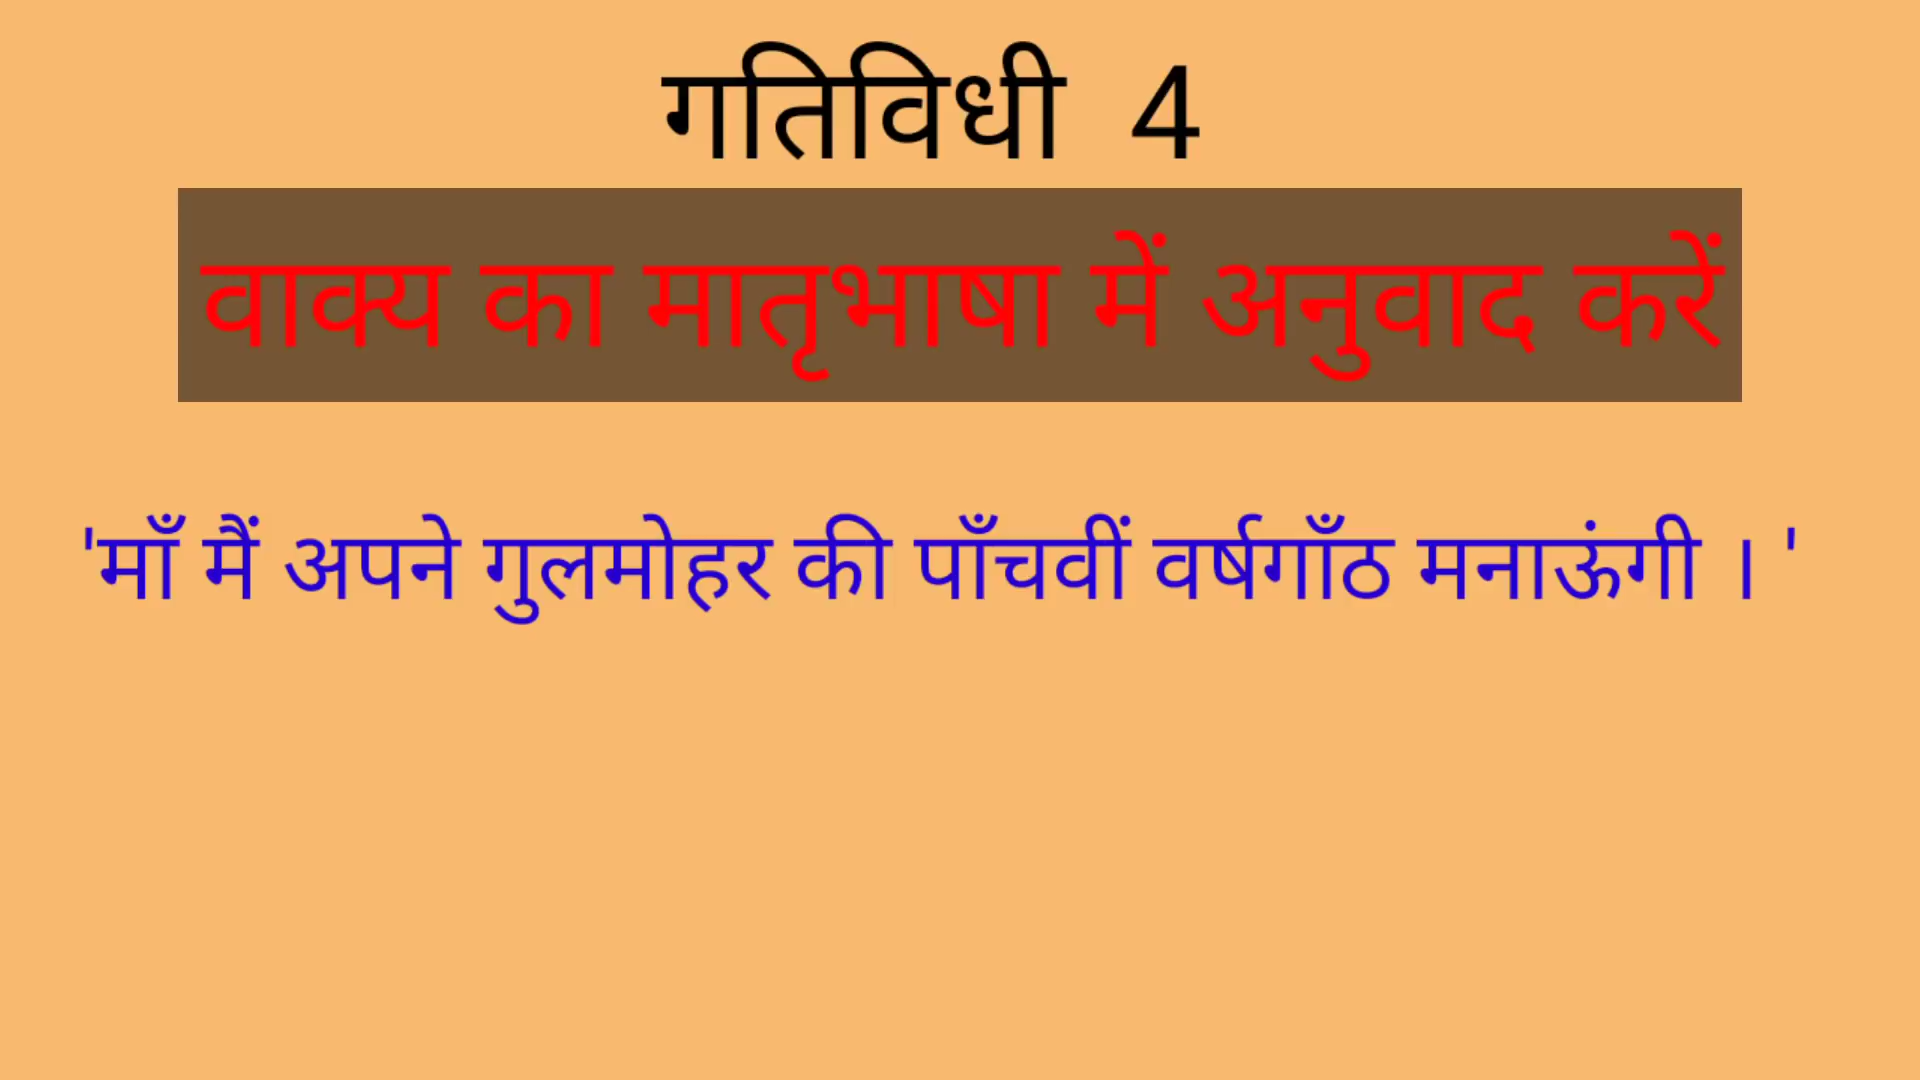 गतिविधी 4
वाक्य का मातृभाषा में अनुवाद करें
'माँ मैं अपने गुलमोहर की पाँचवीं वर्षगाँठ मनाऊंगी । '